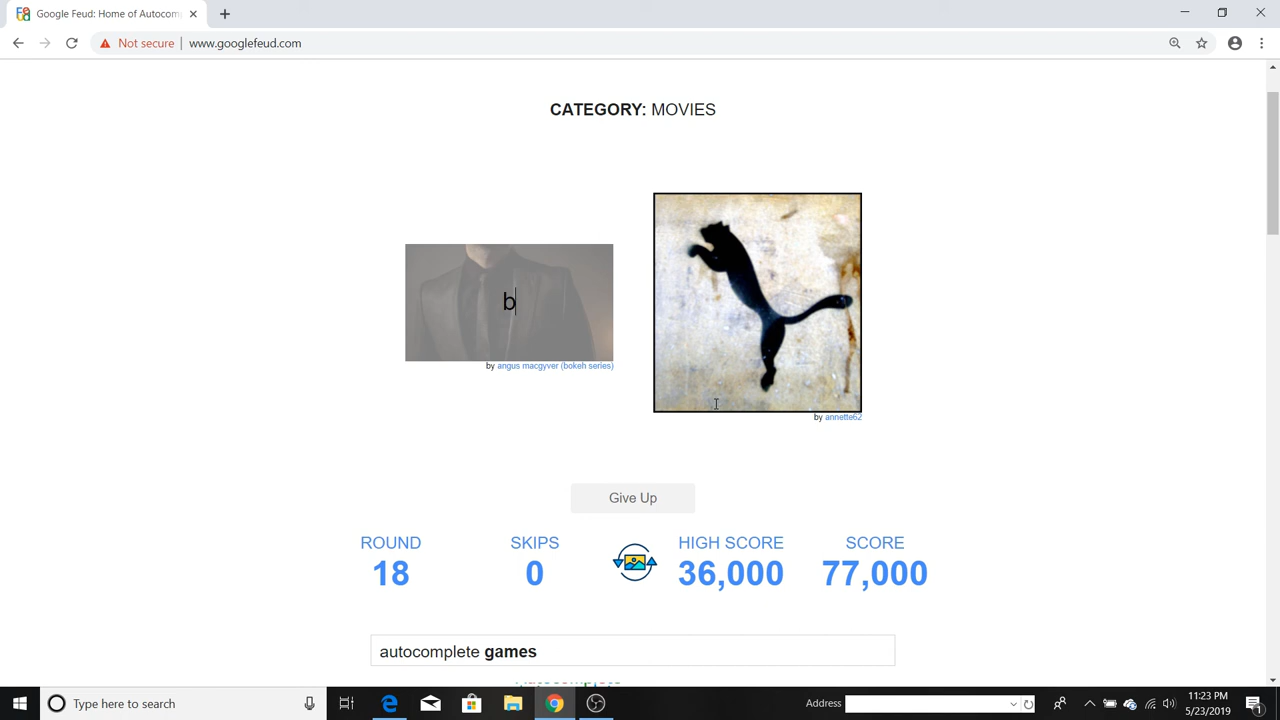 Google Feud: Home of Autocom
Not secure
www.googlefeud.com
CATEGORY: MOVIES
b
by angus macgyver (bokeh series)
by annette62
Give Up
ROUND SKIPS HIGH SCORE SCORE
18 0 36,000 77,000
autocomplete games
Type here to search
Address
11:23 PM
5/23/2019
1